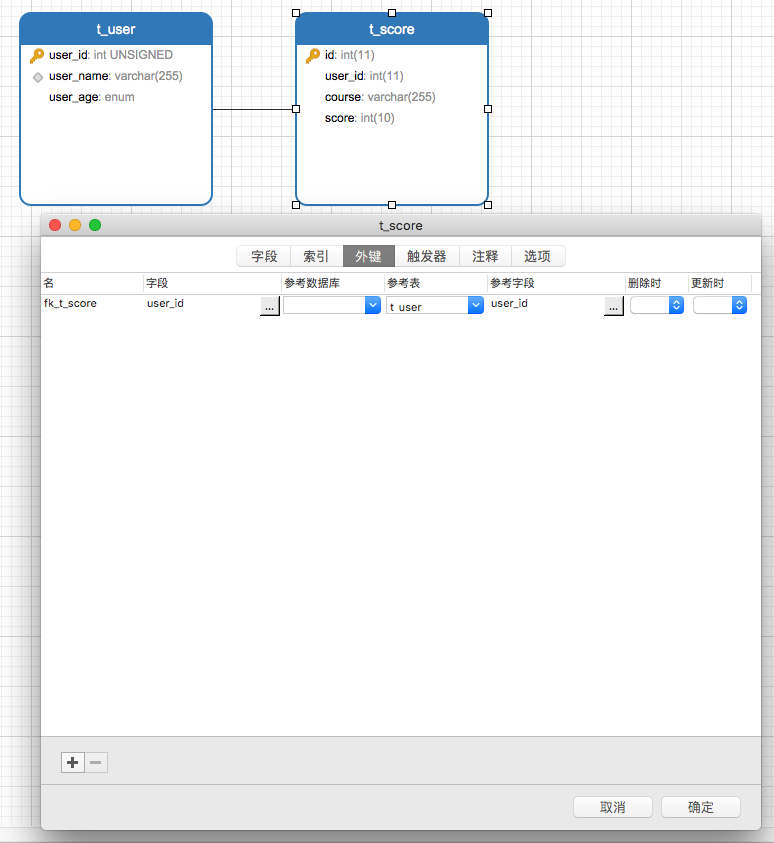 t_user
t_score
user_id: int UNSIGNED
user_name: varchar(255)
user_age: enum
id: int(11)
user_id: int(11)
course: varchar(255)
score: int(10)
t_score
字段 索引 外键 触发器 注释 选项
名 字段 参考数据库 参考表 参考字段 删除时 更新时
fk_t_score user_id ... t_user user_id ...
取消 确定